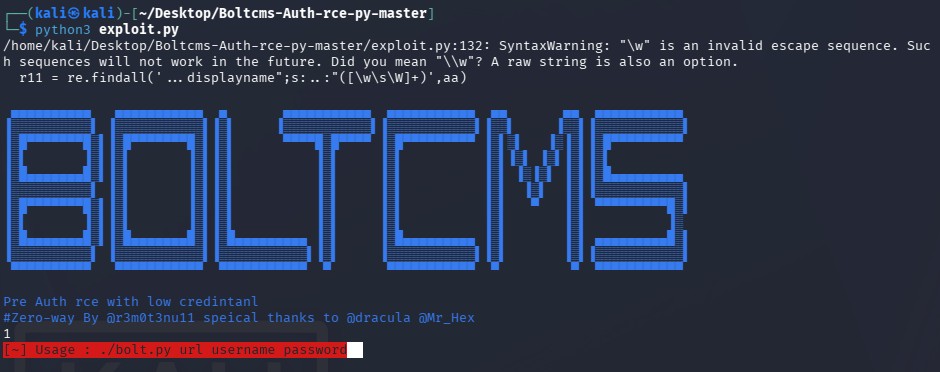 ┌──(kali㉿kali)-[~/Desktop/Boltcms-Auth-rce-py-master]
└─$ python3 exploit.py
/home/kali/Desktop/Boltcms-Auth-rce-py-master/exploit.py:132: SyntaxWarning: "\w" is an invalid escape sequence. Suc
h sequences will not work in the future. Did you mean "\\w"? A raw string is also an option.
  r11 = re.findall('...displayname";s:..:"([\w\s\W]+)',aa)
BOLTCMS
Pre Auth rce with low credintanl
#Zero-way By @r3m0t3nu11 speical thanks to @dracula @Mr_Hex
1
[~] Usage : ./bolt.py url username password